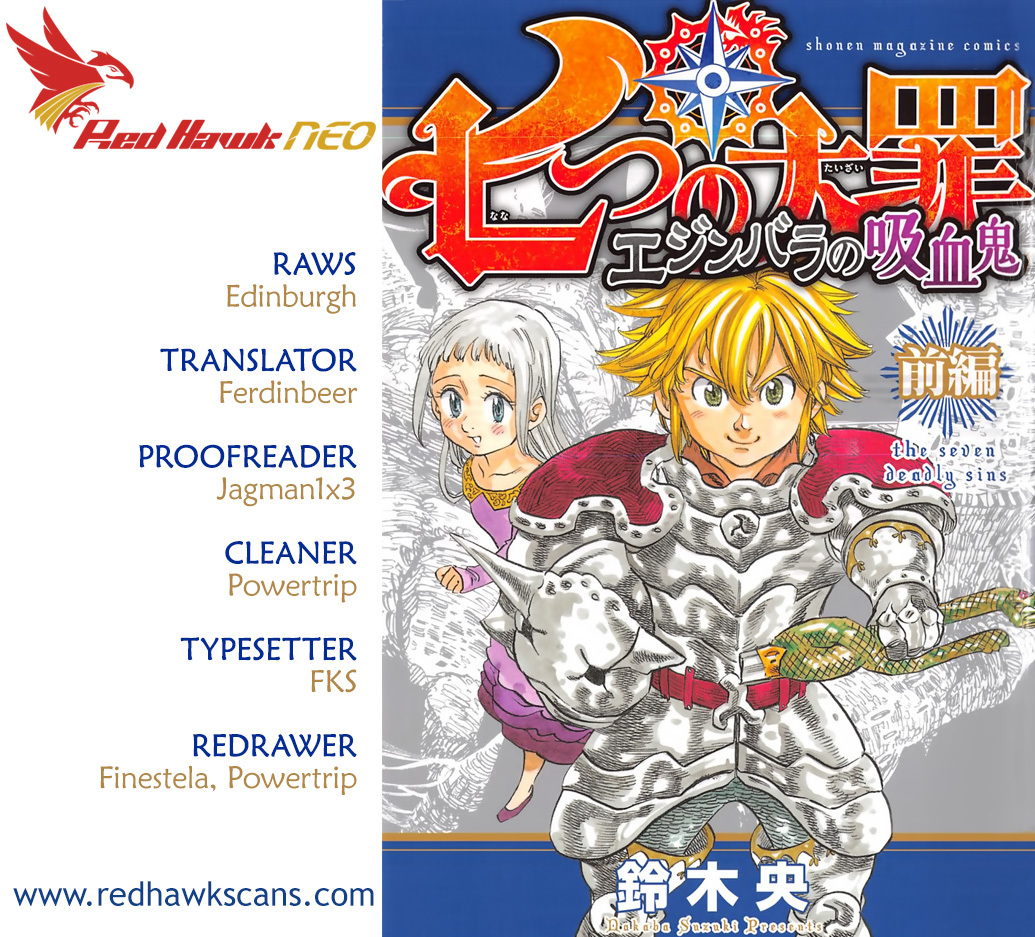 Red Hawk NEO
RAWS
Edinburgh
TRANSLATOR
Ferdinbeer
PROOFREADER
Jagman1x3
CLEANER
Powertrip
TYPESETTER
FKS
REDRAWER
Finestela, Powertrip
www.redhawkscans.com
shonen magazine comics
七つの大罪
なな
たいざい
エジンバラの吸血鬼
前編
the seven
deadly sins
鈴木央
Nakaba Suzuki Presents